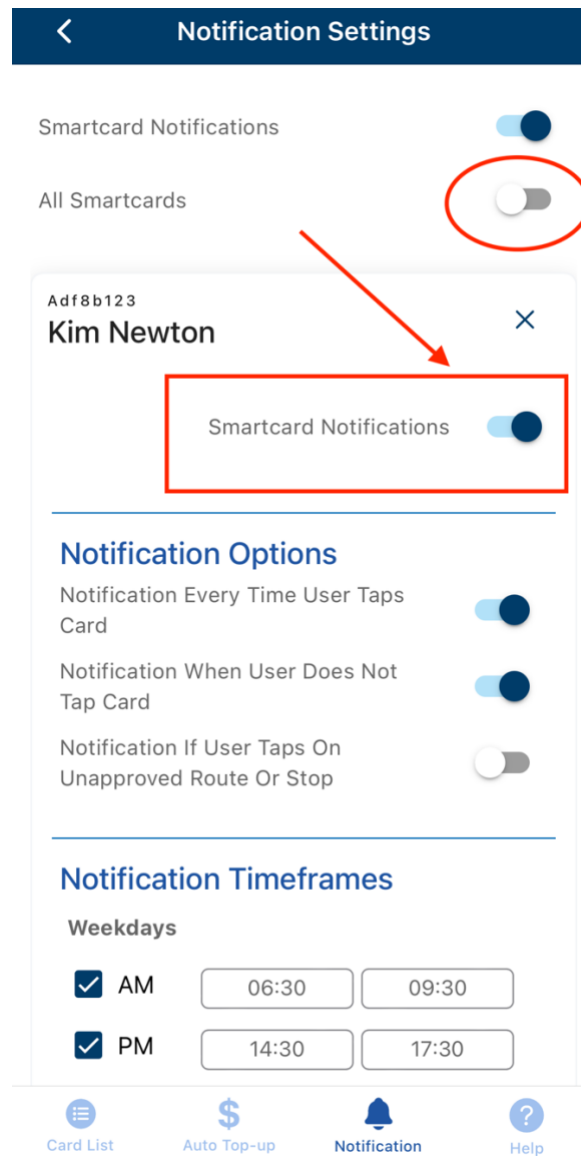 Notification Settings
Smartcard Notifications
All Smartcards
Adf8b123
Kim Newton
Smartcard Notifications
Notification Options
Notification Every Time User Taps
Card
Notification When User Does Not
Tap Card
Notification If User Taps On
Unapproved Route Or Stop
Notification Timeframes
Weekdays
AM 06:30 09:30
PM 14:30 17:30
Card List Auto Top-up Notification Help